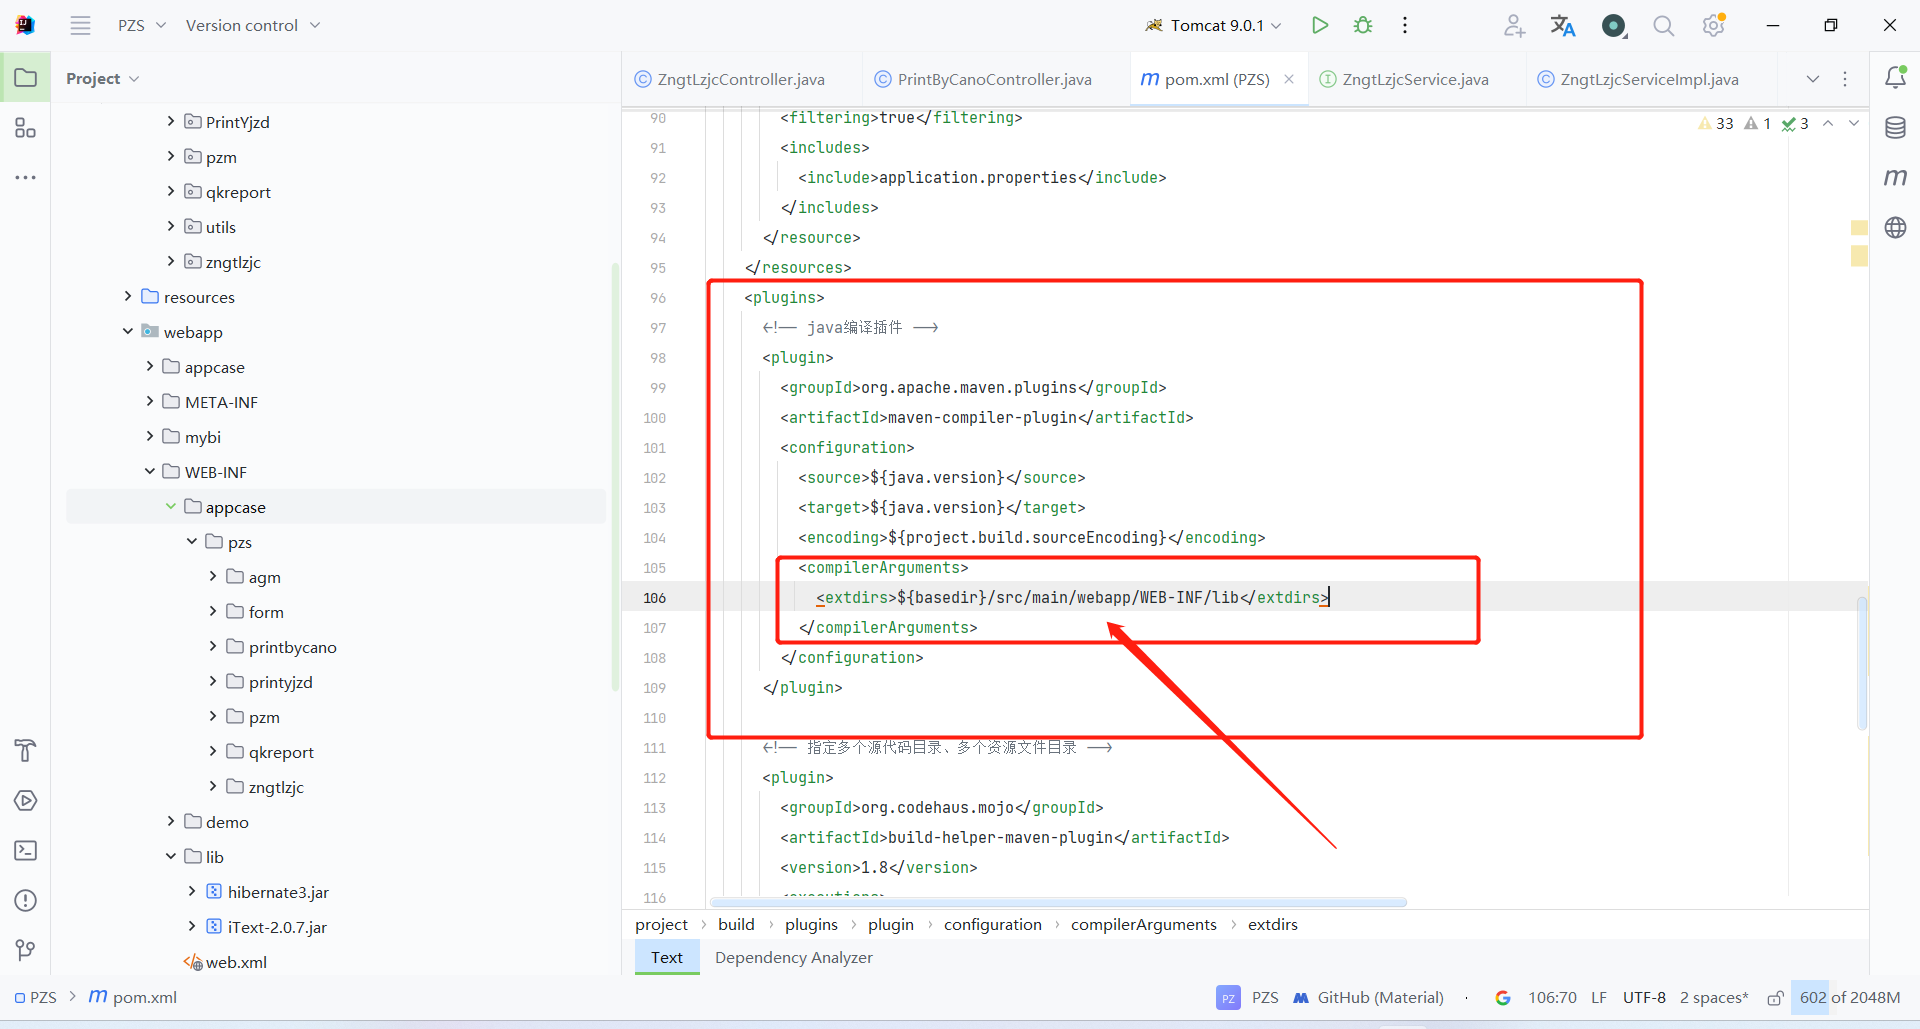 PZS
Version control
Tomcat 9.0.1
Project
ZngtLzjcController.java
PrintByCanoController.java
pom.xml (PZS)
ZngtLzjcService.java
ZngtLzjcServiceImpl.java
33
1
3
PrintYjzd
pzm
qkreport
utils
zngtlzjc
resources
webapp
appcase
META-INF
mybi
WEB-INF
appcase
pzs
agm
form
printbycano
printyjzd
pzm
qkreport
zngtlzjc
demo
lib
hibernate3.jar
iText-2.0.7.jar
web.xml
90 <filtering>true</filtering>
91 <includes>
92 <include>application.properties</include>
93 </includes>
94 </resource>
95 </resources>
96 <plugins>
97 <!-- java编译插件 -->
98 <plugin>
99 <groupId>org.apache.maven.plugins</groupId>
100 <artifactId>maven-compiler-plugin</artifactId>
101 <configuration>
102 <source>${java.version}</source>
103 <target>${java.version}</target>
104 <encoding>${project.build.sourceEncoding}</encoding>
105 <compilerArguments>
106 <extdirs>${basedir}/src/main/webapp/WEB-INF/lib</extdirs>
107 </compilerArguments>
108 </configuration>
109 </plugin>
110
111 <!-- 指定多个源代码目录、多个资源文件目录 -->
112 <plugin>
113 <groupId>org.codehaus.mojo</groupId>
114 <artifactId>build-helper-maven-plugin</artifactId>
115 <version>1.8</version>
116
project > build > plugins > plugin > configuration > compilerArguments > extdirs
Text
Dependency Analyzer
PZS > pom.xml
PZ
PZS
GitHub (Material)
106:70
LF
UTF-8
2 spaces*
602 of 2048M